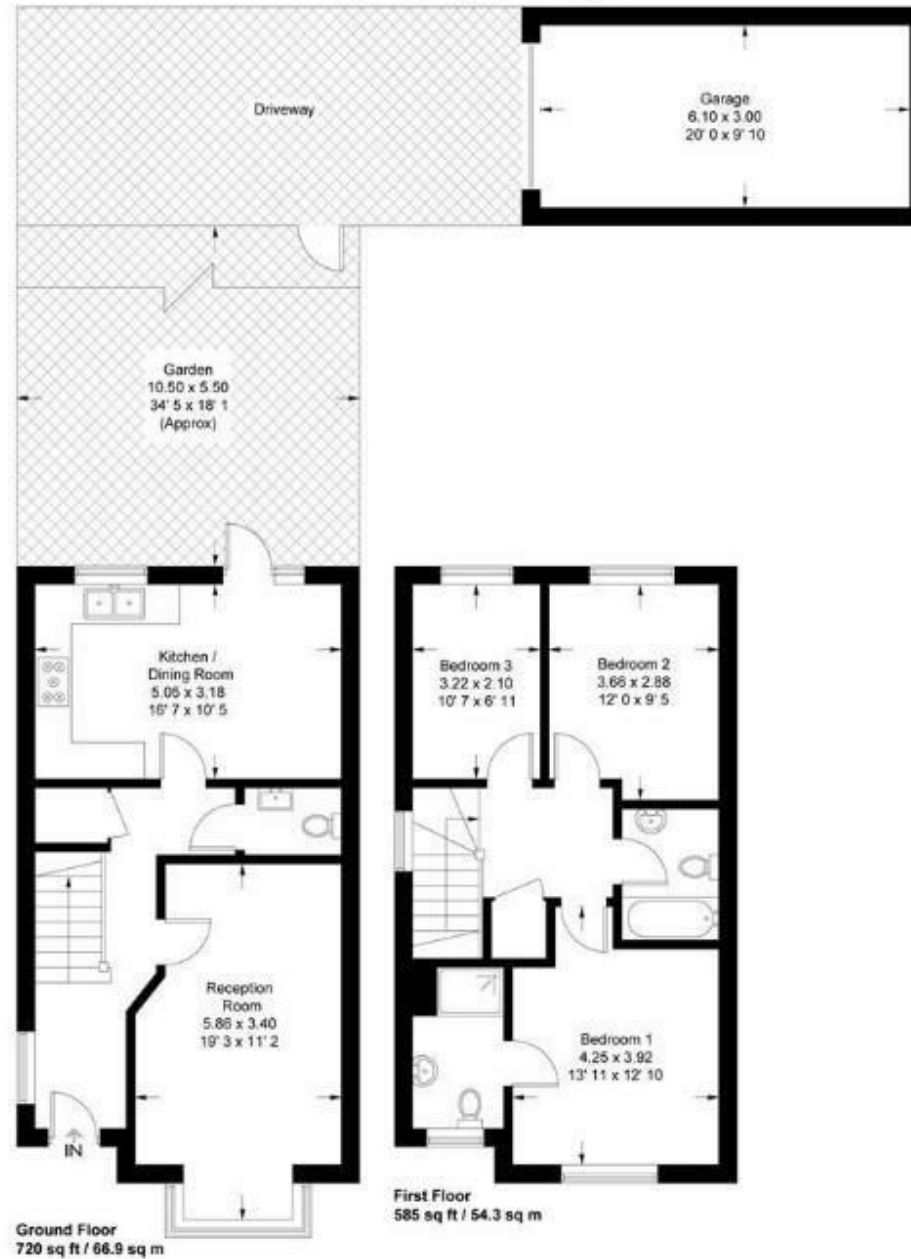 Driveway
Garage
6.10 x 3.00
20' 0 x 9' 10
Garden
10.50 x 5.50
34' 5 x 18' 1
(Approx)
Kitchen /
Dining Room
5.05 x 3.18
16' 7 x 10' 5
Bedroom 3
3.22 x 2.10
10' 7 x 6' 11
Bedroom 2
3.66 x 2.88
12' 0 x 9' 5
Reception
Room
5.86 x 3.40
19' 3 x 11' 2
Bedroom 1
4.25 x 3.92
13' 11 x 12' 10
IN
Ground Floor
720 sq ft / 66.9 sq m
First Floor
585 sq ft / 54.3 sq m